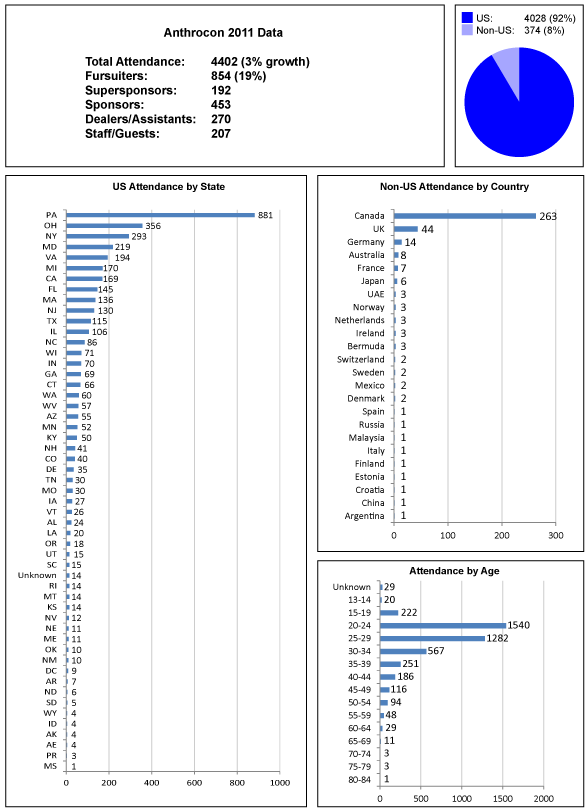 Anthrocon 2011 Data
Total Attendance: 4402 (3% growth)
Fursuiters: 854 (19%)
Supersponsors: 192
Sponsors: 453
Dealers/Assistants: 270
Staff/Guests: 207
US: 4028 (92%)
Non-US: 374 (8%)
US Attendance by State
PA 881
OH 356
NY 293
MD 219
VA 194
MI 170
CA 169
FL 145
MA 136
NJ 130
TX 115
IL 106
NC 86
WI 71
IN 70
GA 69
CT 66
WA 60
WV 57
AZ 55
MN 52
KY 50
NH 41
CO 40
DE 35
TN 30
MO 30
IA 27
VT 26
AL 24
LA 20
OR 18
UT 15
SC 15
Unknown 14
RI 14
MT 14
KS 14
NV 12
NE 11
ME 11
OK 10
NM 10
DC 9
AR 7
ND 6
SD 5
WY 4
ID 4
AK 4
AE 4
PR 3
MS 1
0 200 400 600 800 1000
Non-US Attendance by Country
Canada 263
UK 44
Germany 14
Australia 8
France 7
Japan 6
UAE 3
Norway 3
Netherlands 3
Ireland 3
Bermuda 3
Switzerland 2
Sweden 2
Mexico 2
Denmark 2
Spain 1
Russia 1
Malaysia 1
Italy 1
Finland 1
Estonia 1
Croatia 1
China 1
Argentina 1
0 100 200 300
Attendance by Age
Unknown 29
13-14 20
15-19 222
20-24 1540
25-29 1282
30-34 567
35-39 251
40-44 186
45-49 116
50-54 94
55-59 48
60-64 29
65-69 11
70-74 3
75-79 3
80-84 1
0 500 1000 1500 2000